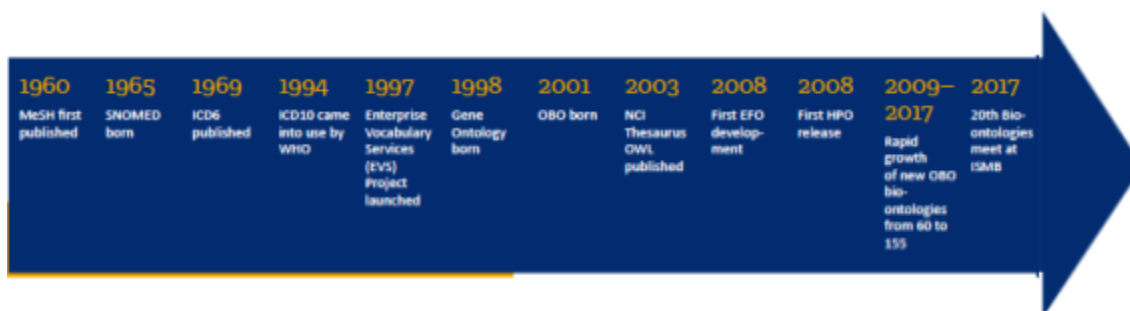 1960
MeSH first
published
1965
SNOMED
born
1969
ICD6
published
1994
ICD10 came
into use by
WHO
1997
Enterprise
Vocabulary
Services
(EVS)
Project
launched
1998
Gene
Ontology
born
2001
OBO born
2003
NCI
Thesaurus
OWL
published
2008
First EFO
develop-
ment
2008
First HPO
release
2009–
2017
Rapid
growth
of new OBO
bio-
ontologies
from 60 to
155
2017
20th Bio-
ontologies
meet at
ISMB